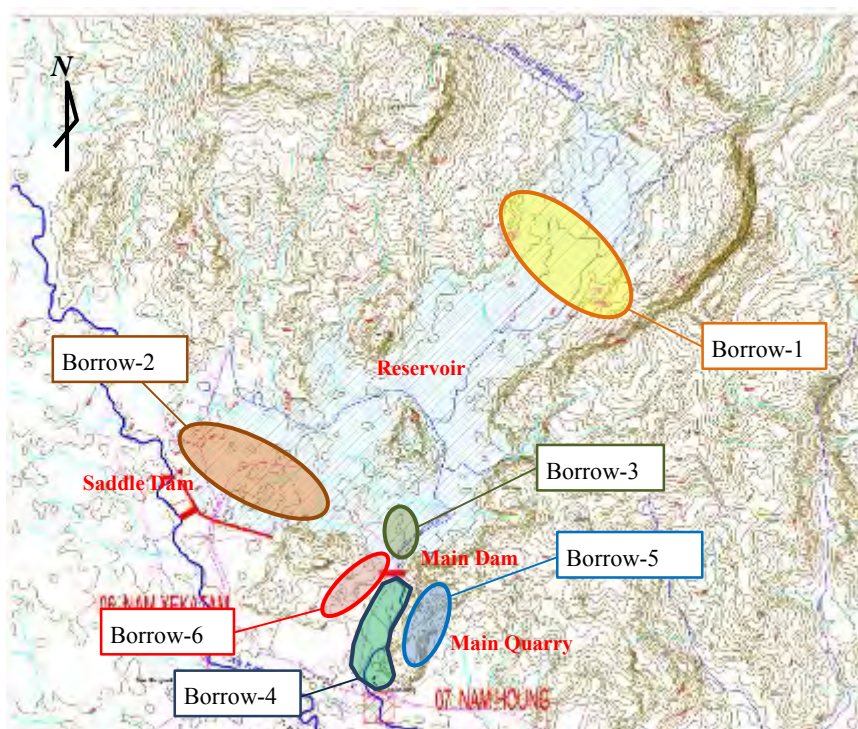 N
Borrow-1
Borrow-2
Reservoir
Borrow-3
Saddle Dam
Main Dam
Borrow-5
06. NAM XEKATAM
Borrow-6
Main Quarry
Borrow-4
07. NAM HOUNG